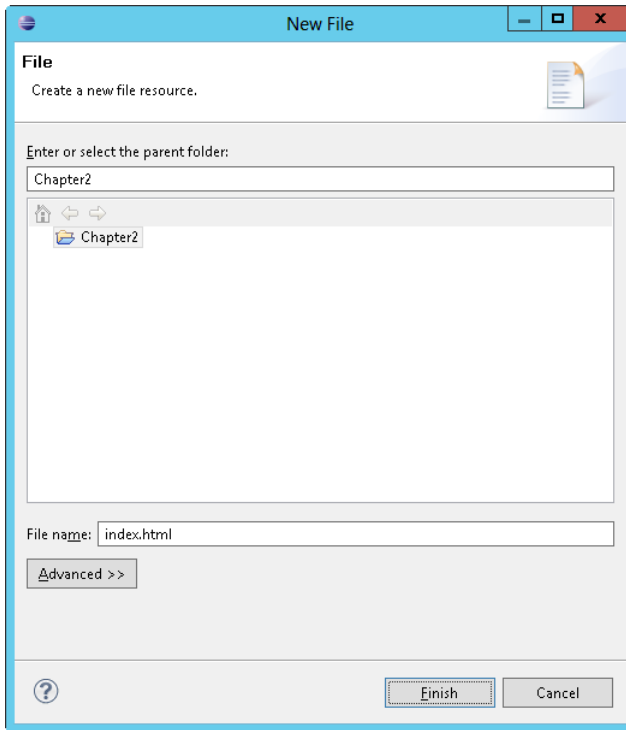 New File
File
Create a new file resource.
Enter or select the parent folder:
Chapter2
Chapter2
File name: index.html
Advanced >>
? Finish Cancel